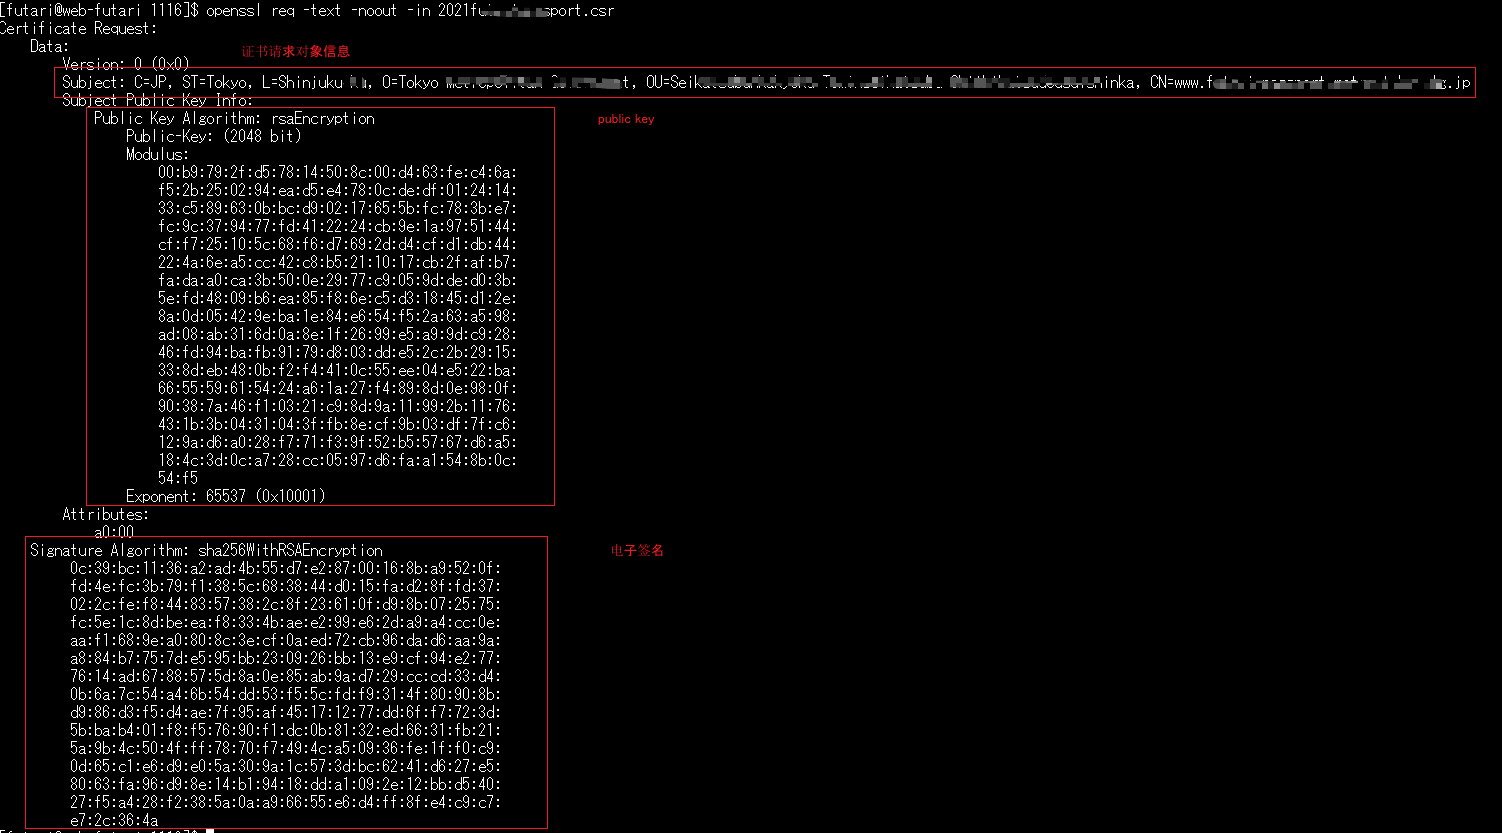 [futari@web-futari 1116]$ openssl req -text -noout -in 2021fu sport.csr
Certificate Request:
Data:
证书请求对象信息
Version: 0 (0x0)
Subject: C=JP, ST=Tokyo, L=Shinjuku O=Tokyo OU=Seik CN=www.f .jp
Subject Public Key Info:
Public Key Algorithm: rsaEncryption
public key
Public-Key: (2048 bit)
Modulus:
00:b9:79:2f:d5:78:14:50:8c:00:d4:63:fe:c4:6a:
f5:2b:25:02:94:ea:d5:e4:78:0c:de:df:01:24:14:
33:c5:89:63:0b:bc:d9:02:17:65:5b:fc:78:3b:e7:
fc:9c:37:94:77:fd:41:22:24:cb:9e:1a:97:51:44:
cf:f7:25:10:5c:68:f6:d7:69:2d:d4:cf:d1:db:44:
22:4a:6e:a5:cc:42:c8:b5:21:10:17:cb:2f:af:b7:
fa:da:a0:ca:3b:50:0e:29:77:c9:05:9d:de:d0:3b:
5e:fd:48:09:b6:ea:85:f8:6e:c5:d3:18:45:d1:2e:
8a:0d:05:42:9e:ba:1e:84:e6:54:f5:2a:63:a5:98:
ad:08:ab:31:6d:0a:8e:1f:26:99:e5:a9:9d:c9:28:
46:fd:94:ba:fb:91:79:d8:03:dd:e5:2c:2b:29:15:
33:8d:eb:48:0b:f2:f4:41:0c:55:ee:04:e5:22:ba:
66:55:59:61:54:24:a6:1a:27:f4:89:8d:0e:98:0f:
90:38:7a:46:f1:03:21:c9:8d:9a:11:99:2b:11:76:
43:1b:3b:04:31:04:3f:fb:8e:cf:9b:03:df:7f:c6:
12:9a:d6:a0:28:f7:71:f3:9f:52:b5:57:67:d6:a5:
18:4c:3d:0c:a7:28:cc:05:97:d6:fa:a1:54:8b:0c:
54:f5
Exponent: 65537 (0x10001)
Attributes:
a0:00
Signature Algorithm: sha256WithRSAEncryption
电子签名
0c:39:bc:11:36:a2:ad:4b:55:d7:e2:87:00:16:8b:a9:52:0f:
fd:4e:fc:3b:79:f1:38:5c:68:38:44:d0:15:fa:d2:8f:fd:37:
02:2c:fe:f8:44:83:57:38:2c:8f:23:61:0f:d9:8b:07:25:75:
fc:5e:1c:8d:be:ea:f8:33:4b:ae:e2:99:e6:2d:a9:a4:cc:0e:
aa:f1:68:9e:a0:80:8c:3e:cf:0a:ed:72:cb:96:da:d6:aa:9a:
a8:84:b7:75:7d:e5:95:bb:23:09:26:bb:13:e9:cf:94:e2:77:
76:14:ad:67:88:57:5d:8a:0e:85:ab:9a:d7:29:cc:cd:33:d4:
0b:6a:7c:54:a4:6b:54:dd:53:f5:5c:fd:f9:31:4f:80:90:8b:
d9:86:d3:f5:d4:ae:7f:95:af:45:17:12:77:dd:6f:f7:72:3d:
5b:ba:b4:01:f8:f5:76:90:f1:dc:0b:81:32:ed:66:31:fb:21:
5a:9b:4c:50:4f:ff:78:70:f7:49:4c:a5:09:36:fe:1f:f0:c9:
0d:65:c1:e6:d9:e0:5a:30:9a:1c:57:3d:bc:62:41:d6:27:e5:
80:63:fa:96:d9:8e:14:b1:94:18:dd:a1:09:2e:12:bb:d5:40:
27:f5:a4:28:f2:38:5a:0a:a9:66:55:e6:d4:ff:8f:e4:c9:c7:
e7:2c:36:4a